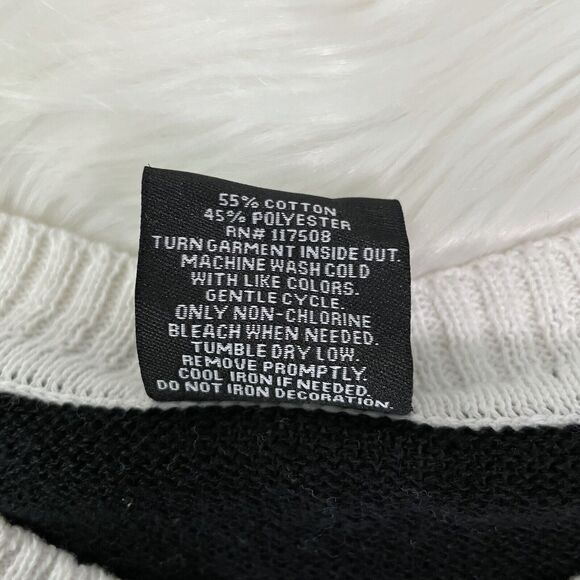 55% COTTON
45% POLYESTER
RN# 117508
TURN GARMENT INSIDE OUT.
MACHINE WASH COLD
WITH LIKE COLORS.
GENTLE CYCLE.
ONLY NON-CHLORINE
BLEACH WHEN NEEDED.
TUMBLE DRY LOW.
REMOVE PROMPTLY.
COOL IRON IF NEEDED.
DO NOT IRON DECORATION.